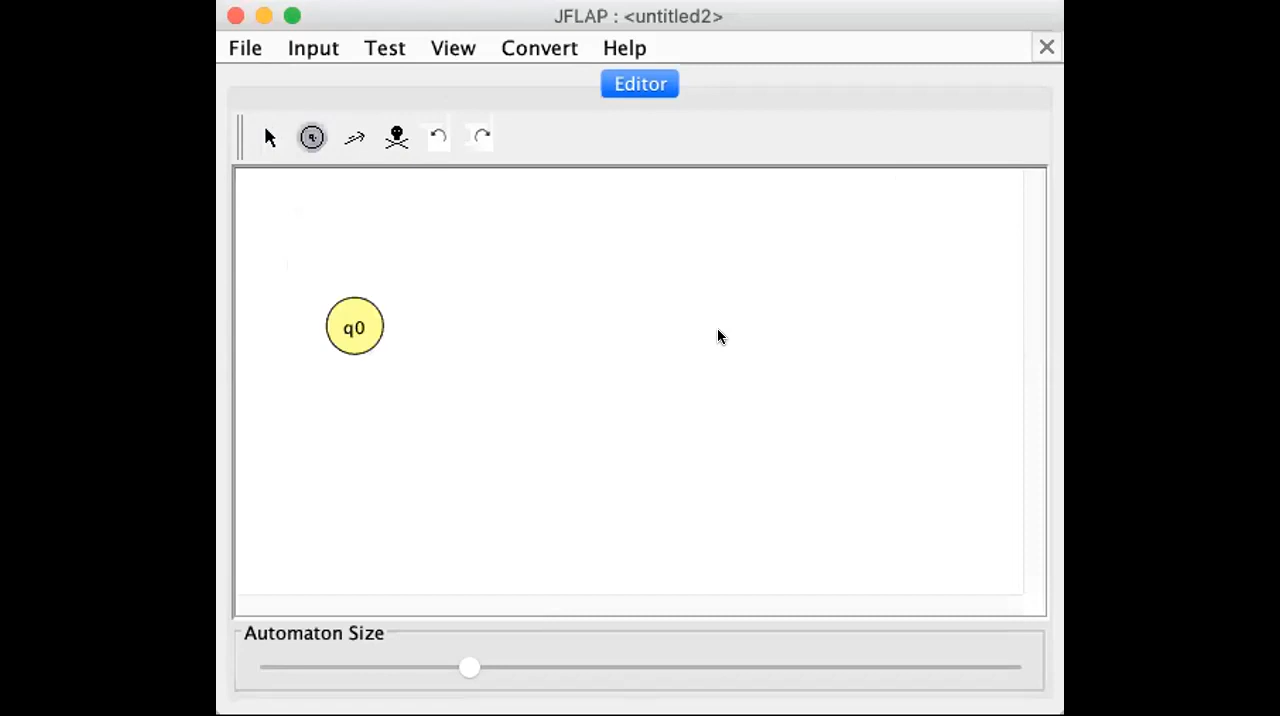 JFLAP : <untitled2>
File Input Test View Convert Help
Editor
q0
Automaton Size